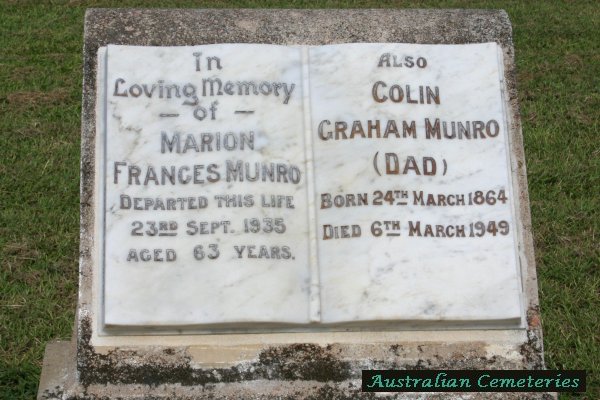 In
Loving Memory
— of —
MARION
FRANCES MUNRO
DEPARTED THIS LIFE
23RD SEPT. 1935
AGED 63 YEARS.
ALSO
COLIN
GRAHAM MUNRO
(DAD)
BORN 24TH MARCH 1864
DIED 6TH MARCH 1949
Australian Cemeteries